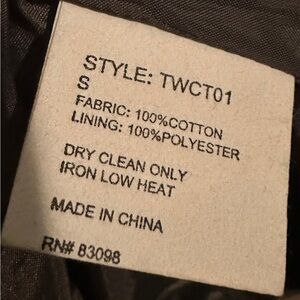 STYLE: TWCT01
S
FABRIC: 100%COTTON
LINING: 100%POLYESTER
DRY CLEAN ONLY
IRON LOW HEAT
MADE IN CHINA
RN# 83098